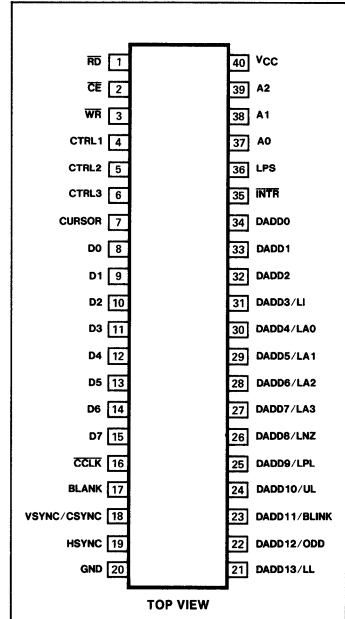 RD 1 40 VCC
CE 2 39 A2
WR 3 38 A1
CTRL1 4 37 A0
CTRL2 5 36 LPS
CTRL3 6 35 INTR
CURSOR 7 34 DADD0
D0 8 33 DADD1
D1 9 32 DADD2
D2 10 31 DADD3/LI
D3 11 30 DADD4/LA0
D4 12 29 DADD5/LA1
D5 13 28 DADD6/LA2
D6 14 27 DADD7/LA3
D7 15 26 DADD8/LNZ
CCLK 16 25 DADD9/LPL
BLANK 17 24 DADD10/UL
VSYNC/CSYNC 18 23 DADD11/BLINK
HSYNC 19 22 DADD12/ODD
GND 20 21 DADD13/LL
TOP VIEW